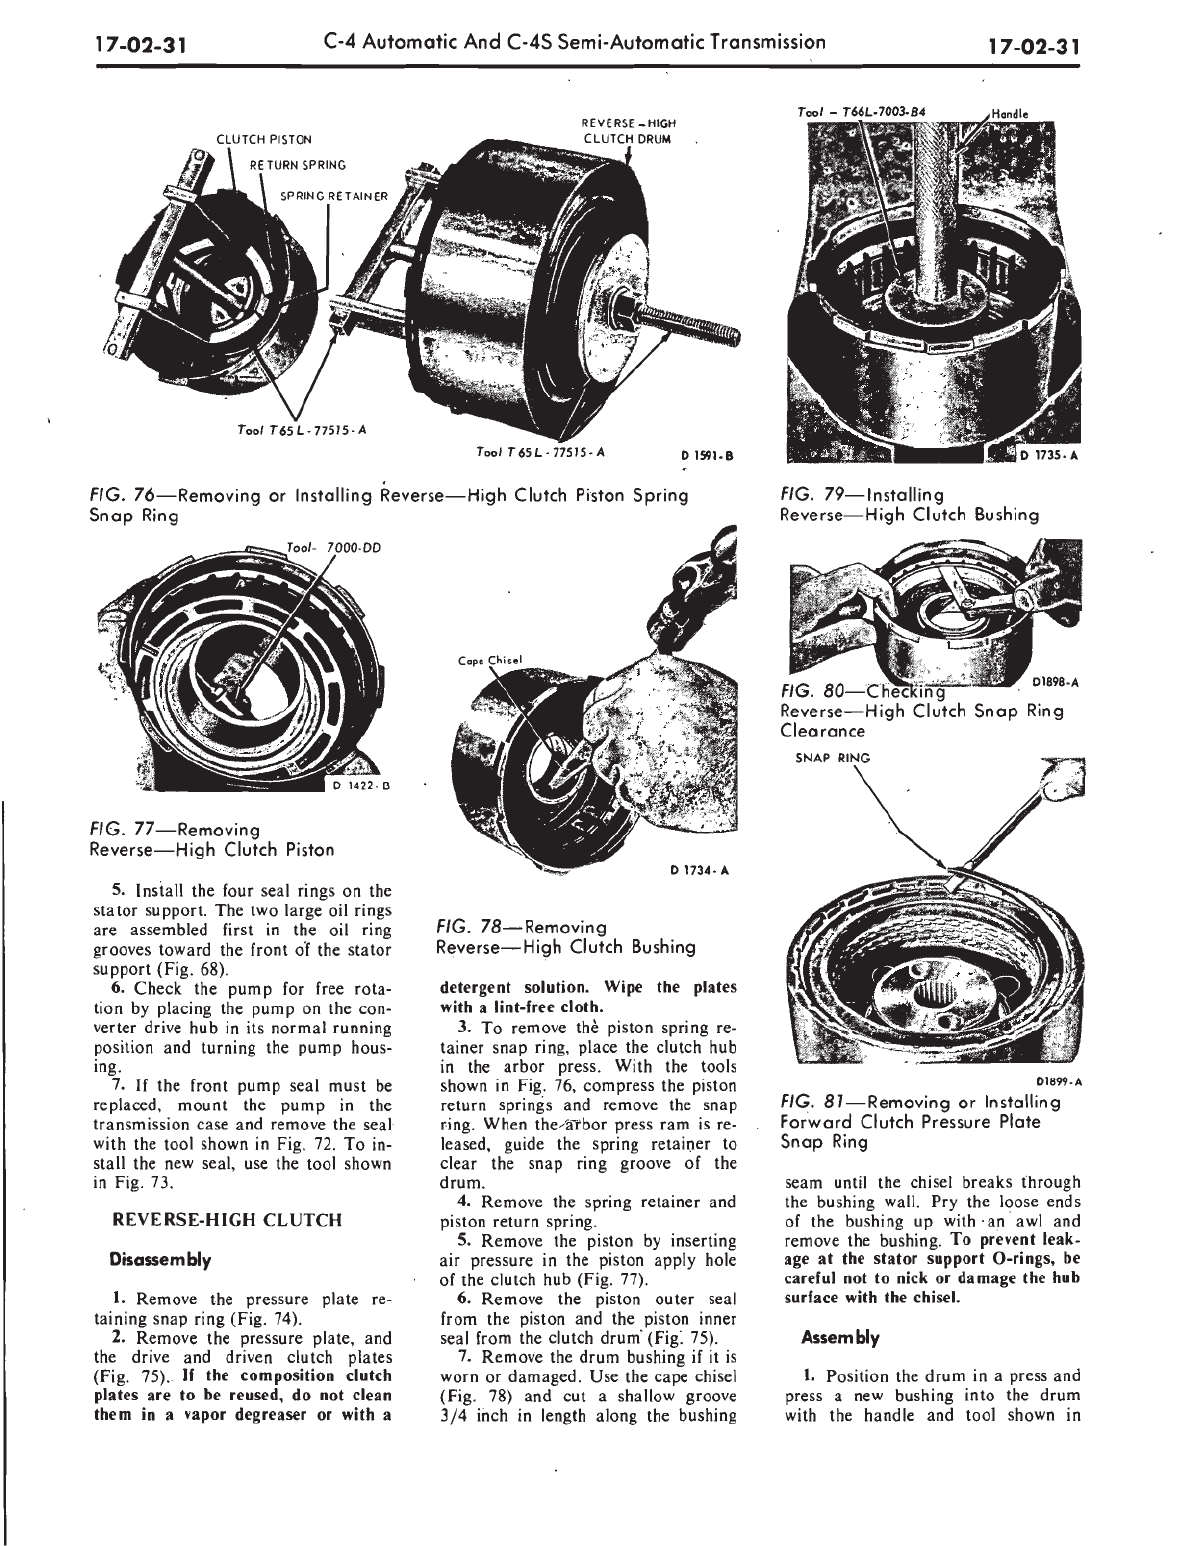 17-02-31
C-4 Automatic And C-4S Semi-Automatic Transmission
17-02-31
CLUTCH PISTON
RETURN SPRING
SPRING RETAINER
REVERSE – HIGH
CLUTCH DRUM
Tool T65L-77515-A
Tool T65L-77515-A
D 1591-B
FIG. 76—Removing or Installing Reverse—High Clutch Piston Spring
Snap Ring
Tool- 7000-DD
D 1422-B
FIG. 77—Removing
Reverse—High Clutch Piston
5. Install the four seal rings on the
stator support. The two large oil rings
are assembled first in the oil ring
grooves toward the front of the stator
support (Fig. 68).
6. Check the pump for free rota-
tion by placing the pump on the con-
verter drive hub in its normal running
position and turning the pump hous-
ing.
7. If the front pump seal must be
replaced, mount the pump in the
transmission case and remove the seal
with the tool shown in Fig. 72. To in-
stall the new seal, use the tool shown
in Fig. 73.
REVERSE-HIGH CLUTCH
Disassembly
1. Remove the pressure plate re-
taining snap ring (Fig. 74).
2. Remove the pressure plate, and
the drive and driven clutch plates
(Fig. 75). If the composition clutch
plates are to be reused, do not clean
them in a vapor degreaser or with a
Cape Chisel
D 1734-A
FIG. 78—Removing
Reverse—High Clutch Bushing
detergent solution. Wipe the plates
with a lint-free cloth.
3. To remove the piston spring re-
tainer snap ring, place the clutch hub
in the arbor press. With the tools
shown in Fig. 76, compress the piston
return springs and remove the snap
ring. When the arbor press ram is re-
leased, guide the spring retainer to
clear the snap ring groove of the
drum.
4. Remove the spring retainer and
piston return spring.
5. Remove the piston by inserting
air pressure in the piston apply hole
of the clutch hub (Fig. 77).
6. Remove the piston outer seal
from the piston and the piston inner
seal from the clutch drum (Fig. 75).
7. Remove the drum bushing if it is
worn or damaged. Use the cape chisel
(Fig. 78) and cut a shallow groove
3/4 inch in length along the bushing
Tool – T66L-7003-B4
Handle
D 1735-A
FIG. 79—Installing
Reverse—High Clutch Bushing
D1898-A
FIG. 80—Checking
Reverse—High Clutch Snap Ring
Clearance
SNAP RING
D1899-A
FIG. 81—Removing or Installing
Forward Clutch Pressure Plate
Snap Ring
seam until the chisel breaks through
the bushing wall. Pry the loose ends
of the bushing up with an awl and
remove the bushing. To prevent leak-
age at the stator support O-rings, be
careful not to nick or damage the hub
surface with the chisel.
Assembly
1. Position the drum in a press and
press a new bushing into the drum
with the handle and tool shown in